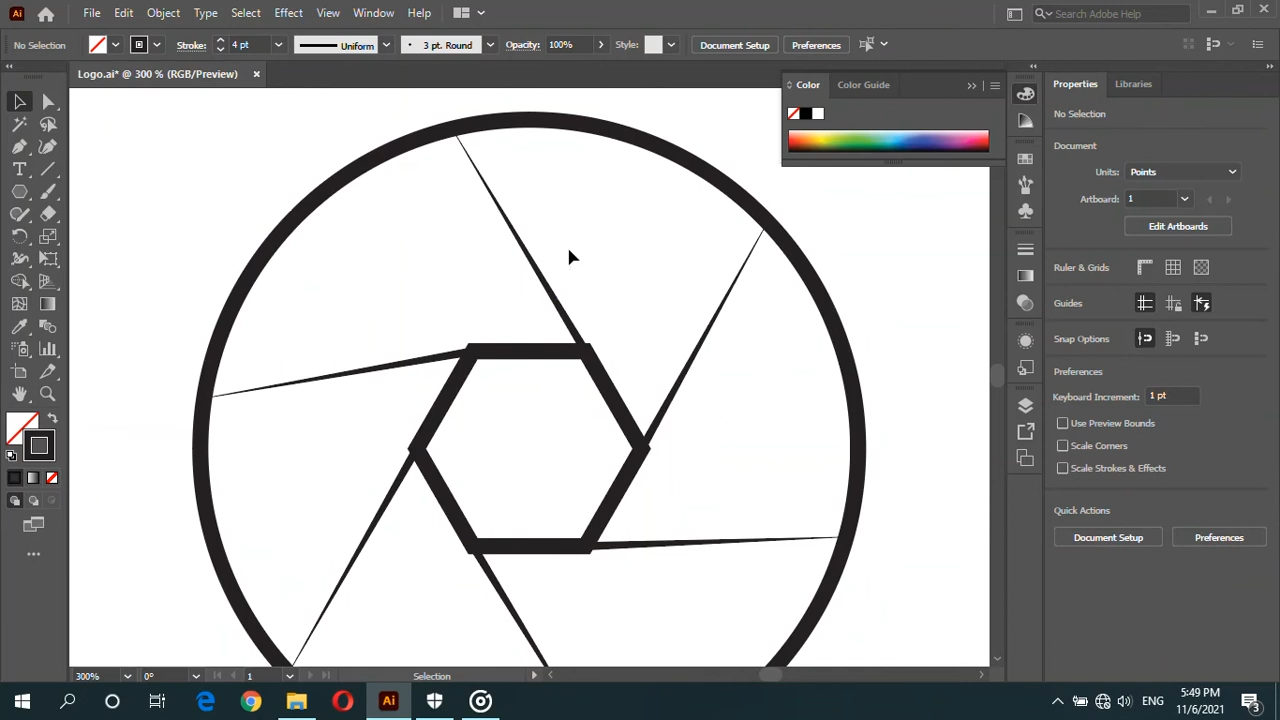 Ai File Edit Object Type Select Effect View Window Help Search Adobe Help
No Selection Stroke: 4 pt Uniform 3 pt. Round Opacity: 100% Style: Document Setup Preferences
Logo.ai* @ 300 % (RGB/Preview)
Color Color Guide
Properties Libraries
No Selection
Document
Units: Points
Artboard: 1
Edit Artboards
Ruler & Grids
Guides
Snap Options
Preferences
Keyboard Increment: 1 pt
Use Preview Bounds
Scale Corners
Scale Strokes & Effects
Quick Actions
Document Setup Preferences
300% 0° 1 Selection
Ai ENG 5:49 PM
11/6/2021 3